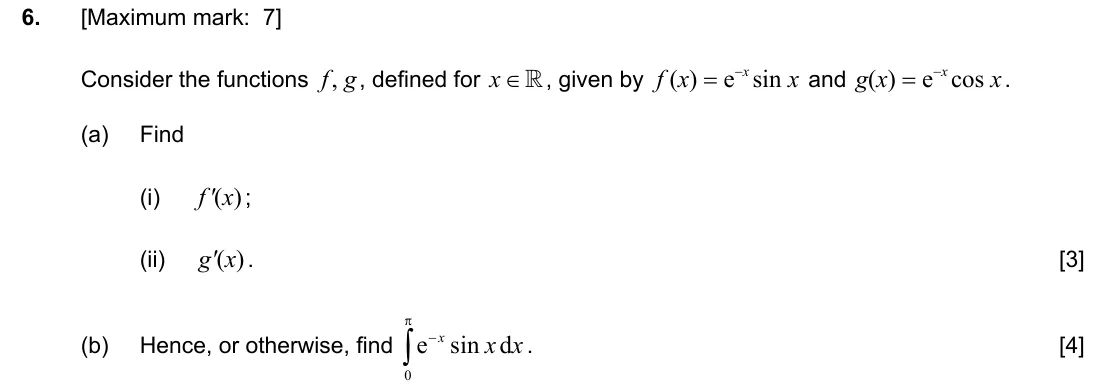 6. [Maximum mark: 7]
Consider the functions f, g, defined for x ∈ ℝ, given by f(x) = e⁻ˣ sin x and g(x) = e⁻ˣ cos x.
(a) Find
(i) f′(x);
(ii) g′(x). [3]
(b) Hence, or otherwise, find ∫₀^π e⁻ˣ sin x dx. [4]